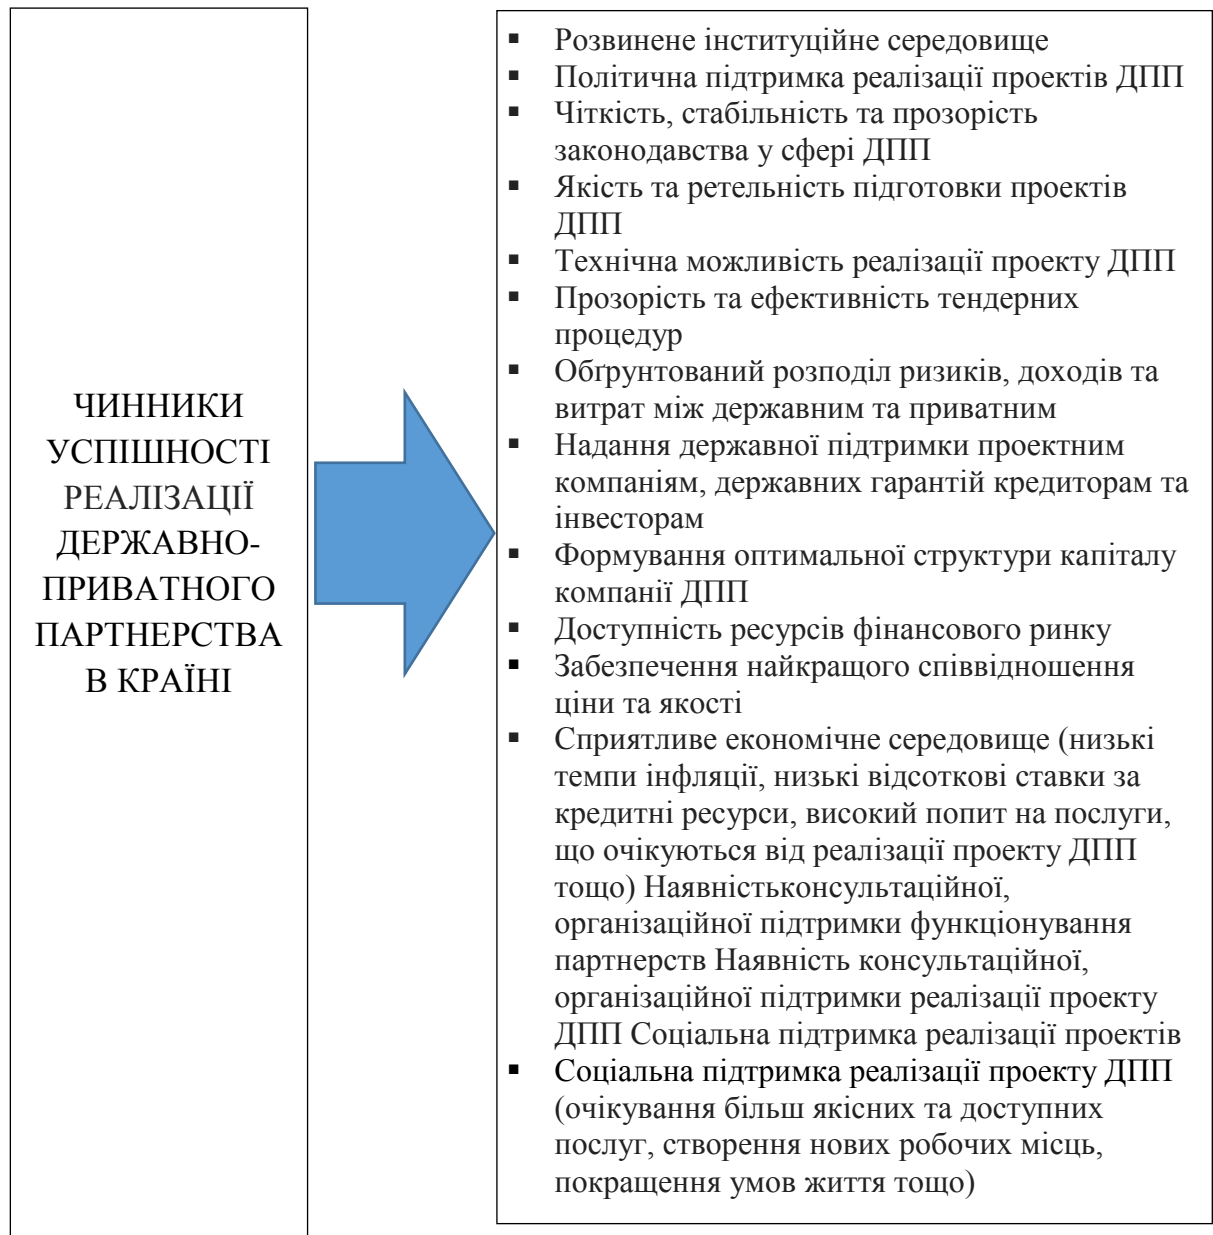 ЧИННИКИ
УСПІШНОСТІ
РЕАЛІЗАЦІЇ
ДЕРЖАВНО-
ПРИВАТНОГО
ПАРТНЕРСТВА
В КРАЇНІ
▪ Розвинене інституційне середовище
▪ Політична підтримка реалізації проектів ДПП
▪ Чіткість, стабільність та прозорість
законодавства у сфері ДПП
▪ Якість та ретельність підготовки проектів
ДПП
▪ Технічна можливість реалізації проекту ДПП
▪ Прозорість та ефективність тендерних
процедур
▪ Обґрунтований розподіл ризиків, доходів та
витрат між державним та приватним
▪ Надання державної підтримки проектним
компаніям, державних гарантій кредиторам та
інвесторам
▪ Формування оптимальної структури капіталу
компанії ДПП
▪ Доступність ресурсів фінансового ринку
▪ Забезпечення найкращого співвідношення
ціни та якості
▪ Сприятливе економічне середовище (низькі
темпи інфляції, низькі відсоткові ставки за
кредитні ресурси, високий попит на послуги,
що очікуються від реалізації проекту ДПП
тощо) Наявністьконсультаційної,
організаційної підтримки функціонування
партнерств Наявність консультаційної,
організаційної підтримки реалізації проекту
ДПП Соціальна підтримка реалізації проектів
▪ Соціальна підтримка реалізації проекту ДПП
(очікування більш якісних та доступних
послуг, створення нових робочих місць,
покращення умов життя тощо)